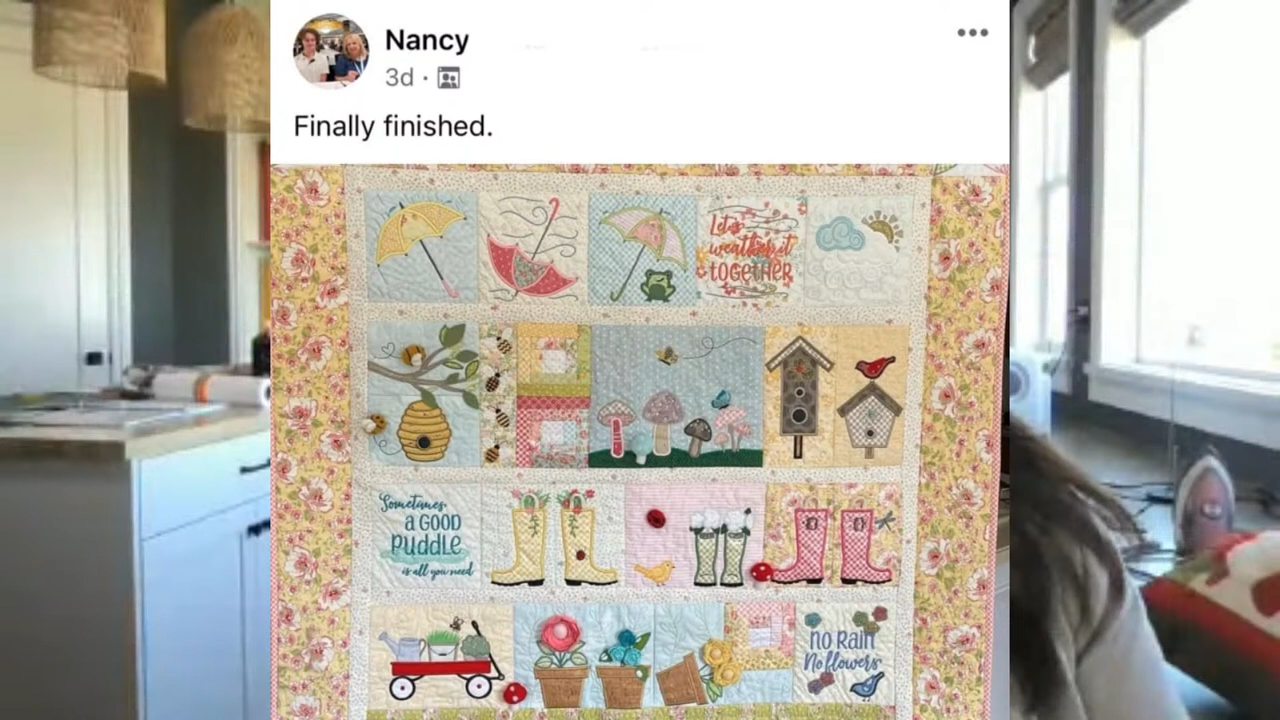 Nancy
3d ·
Finally finished.
Let's
weather it
TOGETHER
Sometimes
a GOOD
puddle
is all you need
NO RAIN
No flowers